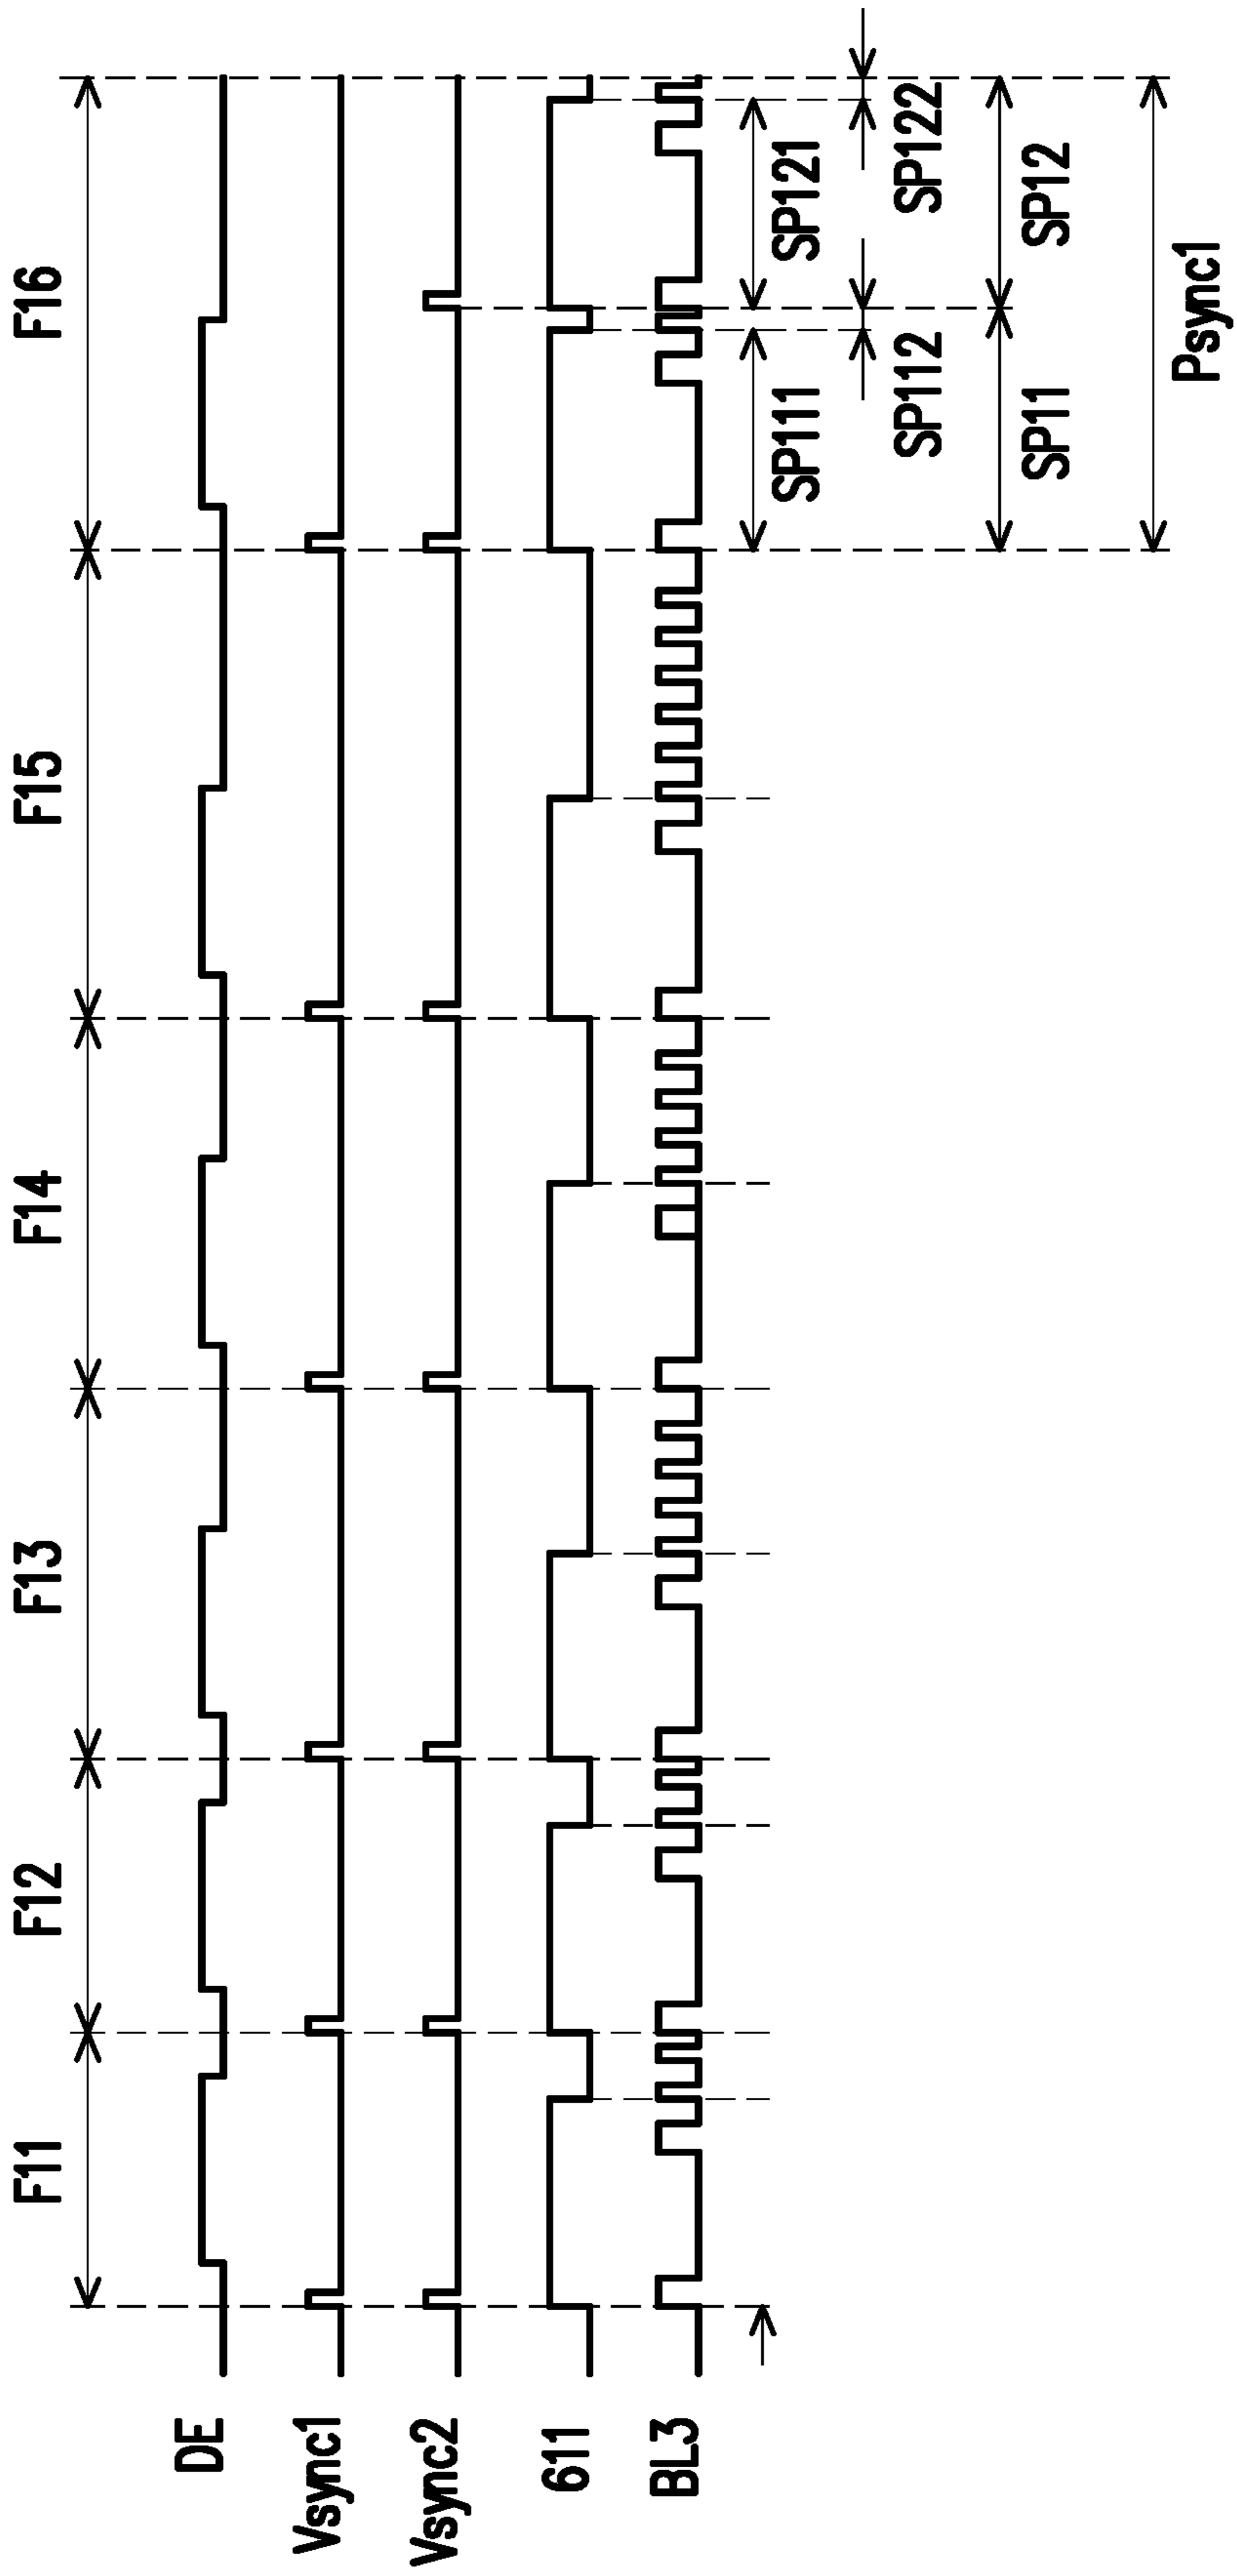 F11 F12 F13 F14 F15 F16
DE
Vsync1
Vsync2
611
BL3
SP111 SP121
SP112 SP122
SP11 SP12
Psync1